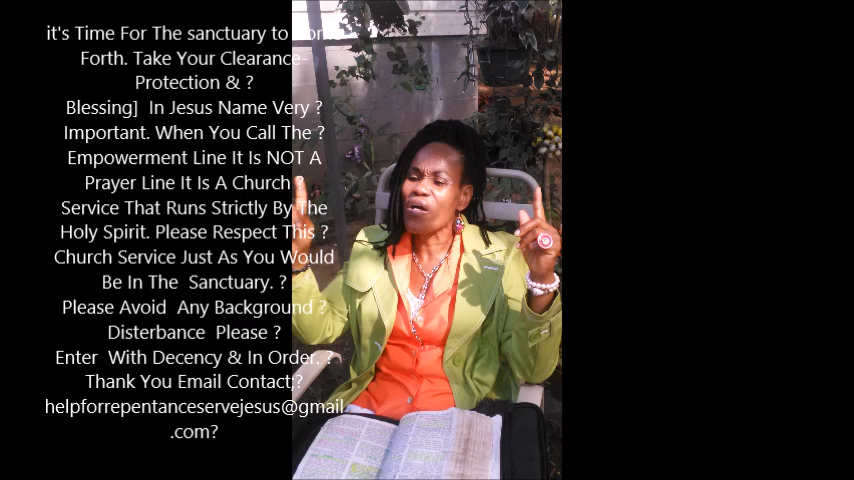 it's Time For The sanctuary to Come
Forth. Take Your Clearance-
Protection & ?
Blessing]  In Jesus Name Very ?
Important. When You Call The ?
Empowerment Line It Is NOT A
Prayer Line It Is A Church ?
Service That Runs Strictly By The
Holy Spirit. Please Respect This ?
Church Service Just As You Would
Be In The  Sanctuary. ?
Please Avoid  Any Background ?
Disterbance  Please ?
Enter  With Decency & In Order. ?
Thank You Email Contact;?
helpforrepentanceservejesus@gmail
.com?